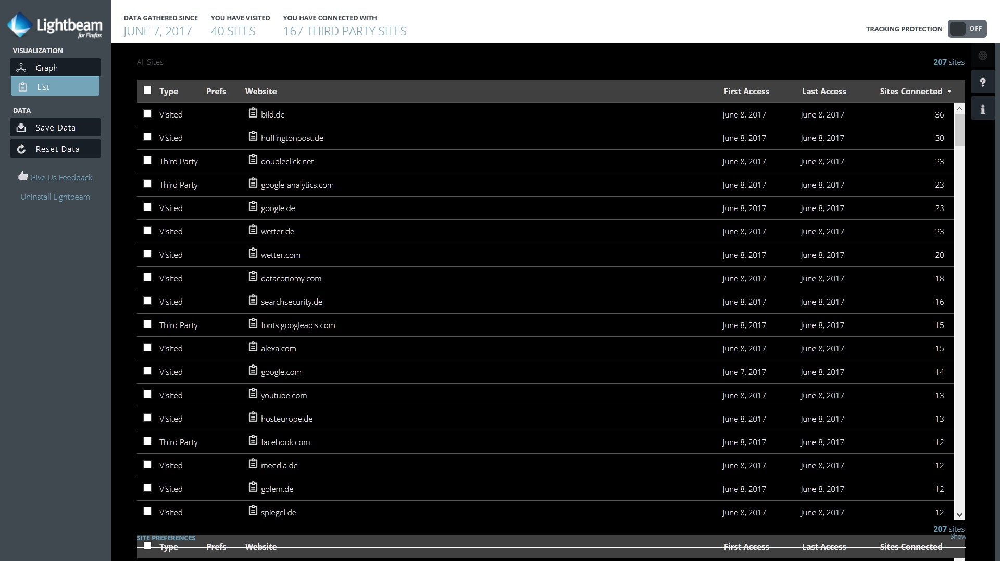 Lightbeam
for Firefox
DATA GATHERED SINCE YOU HAVE VISITED YOU HAVE CONNECTED WITH
JUNE 7, 2017 40 SITES 167 THIRD PARTY SITES
TRACKING PROTECTION OFF
VISUALIZATION
Graph
List
DATA
Save Data
Reset Data
Give Us Feedback
Uninstall Lightbeam
All Sites 207 sites
Type Prefs Website First Access Last Access Sites Connected
Visited bild.de June 8, 2017 June 8, 2017 36
Visited huffingtonpost.de June 8, 2017 June 8, 2017 30
Third Party doubleclick.net June 8, 2017 June 8, 2017 23
Third Party google-analytics.com June 8, 2017 June 8, 2017 23
Visited google.de June 8, 2017 June 8, 2017 23
Visited wetter.de June 8, 2017 June 8, 2017 23
Visited wetter.com June 8, 2017 June 8, 2017 20
Visited dataconomy.com June 8, 2017 June 8, 2017 18
Visited searchsecurity.de June 8, 2017 June 8, 2017 16
Third Party fonts.googleapis.com June 8, 2017 June 8, 2017 15
Visited alexa.com June 8, 2017 June 8, 2017 15
Visited google.com June 7, 2017 June 8, 2017 14
Visited youtube.com June 8, 2017 June 8, 2017 13
Visited hosteurope.de June 8, 2017 June 8, 2017 13
Third Party facebook.com June 8, 2017 June 8, 2017 12
Visited meedia.de June 8, 2017 June 8, 2017 12
Visited golem.de June 8, 2017 June 8, 2017 12
Visited spiegel.de June 8, 2017 June 8, 2017 12
207 sites
SITE PREFERENCES Show
Type Prefs Website First Access Last Access Sites Connected